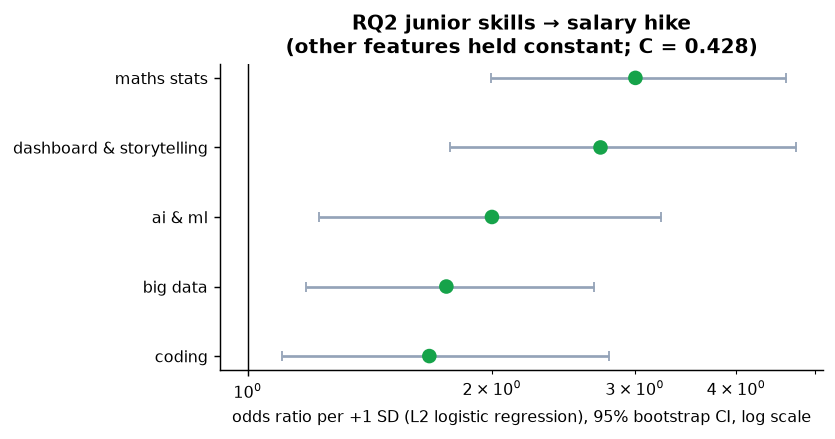 RQ2 junior skills → salary hike
(other features held constant; C = 0.428)
maths stats
dashboard & storytelling
ai & ml
big data
coding
10⁰
2 × 10⁰
3 × 10⁰
4 × 10⁰
odds ratio per +1 SD (L2 logistic regression), 95% bootstrap CI, log scale